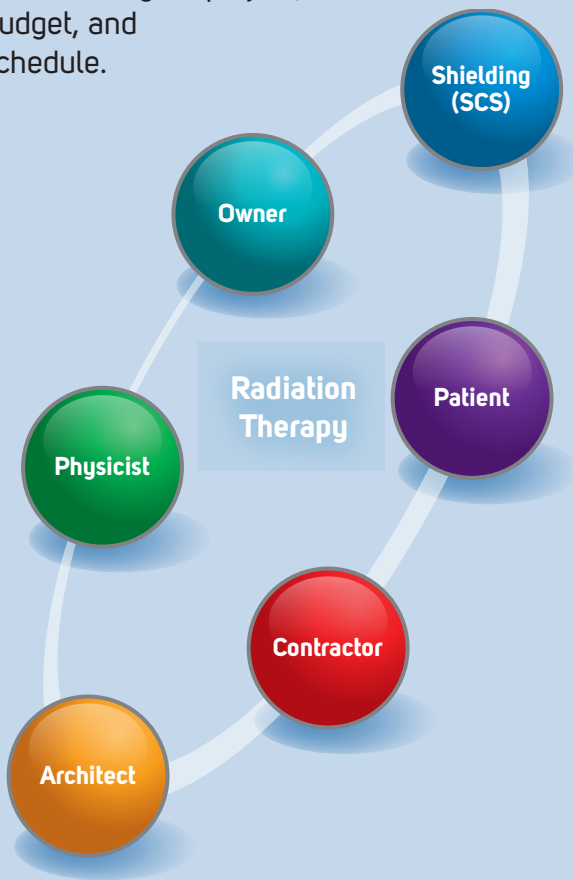 udget, and
chedule.
Shielding
(SCS)
Owner
Radiation
Therapy
Patient
Physicist
Contractor
Architect